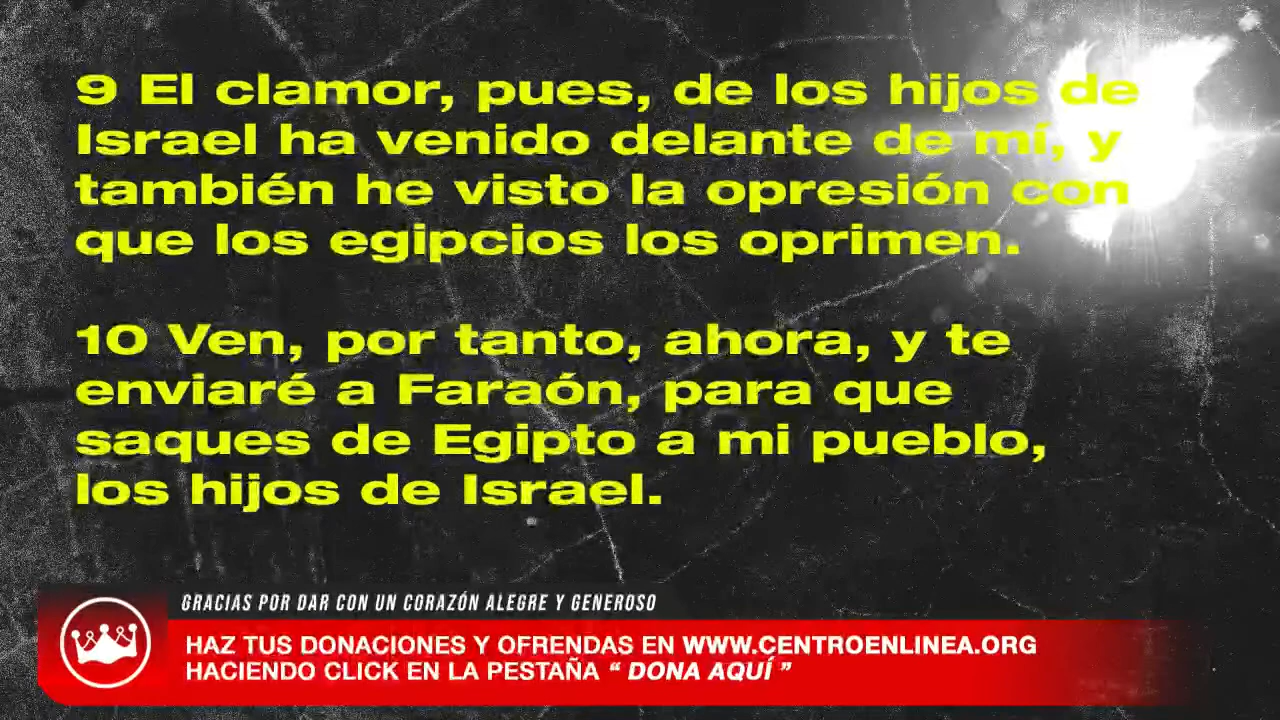 9 El clamor, pues, de los hijos de
Israel ha venido delante de mí, y
también he visto la opresión con
que los egipcios los oprimen.
10 Ven, por tanto, ahora, y te
enviaré a Faraón, para que
saques de Egipto a mi pueblo,
los hijos de Israel.
GRACIAS POR DAR CON UN CORAZÓN ALEGRE Y GENEROSO
HAZ TUS DONACIONES Y OFRENDAS EN WWW.CENTROENLINEA.ORG
HACIENDO CLICK EN LA PESTAÑA “ DONA AQUÍ ”